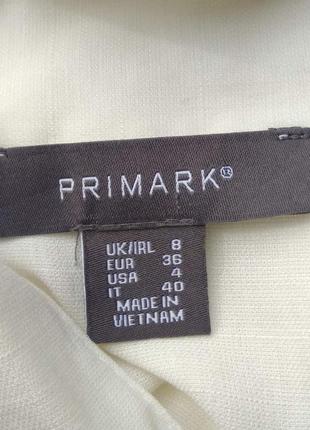 PRIMARK®
UK/IRL 8
EUR 36
USA 4
IT 40
MADE IN
VIETNAM